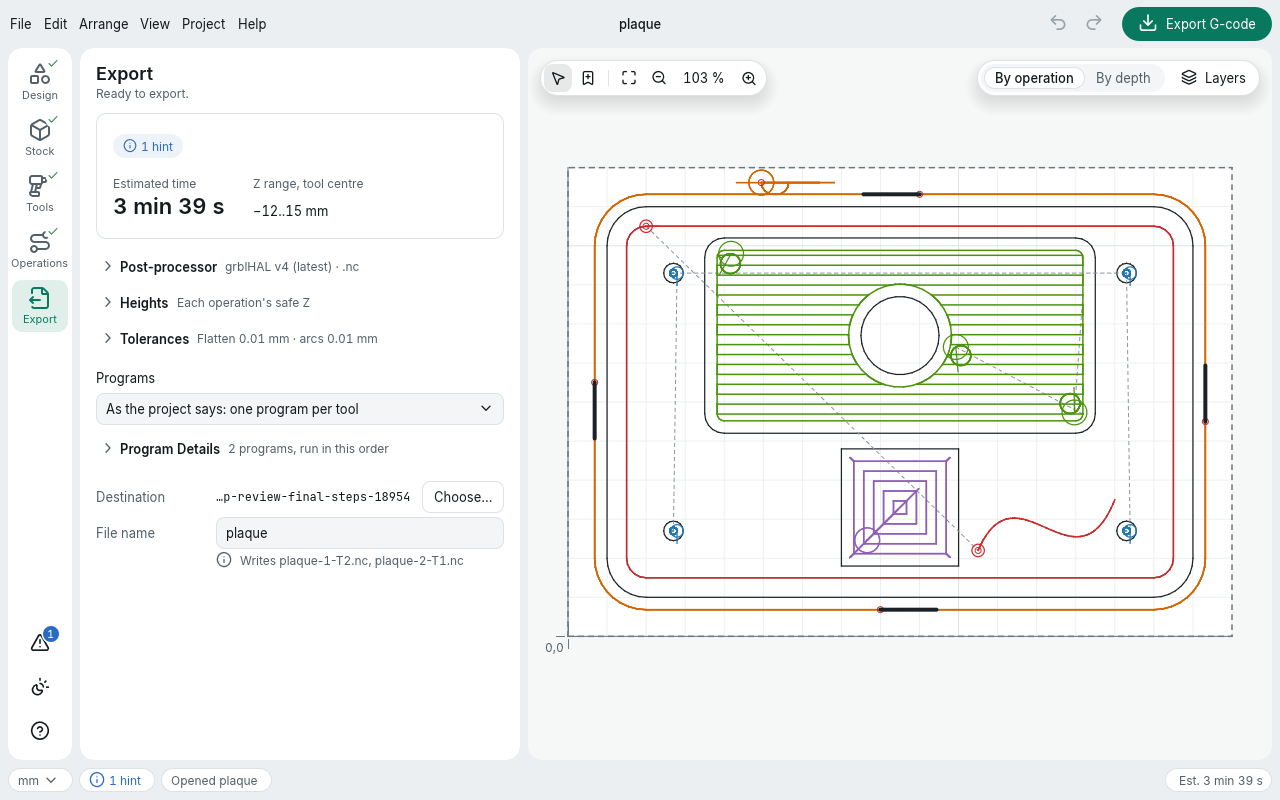 File Edit Arrange View Project Help
plaque
Export G-code
Design
Stock
Tools
Operations
Export
1
Export
Ready to export.
1 hint
Estimated time
3 min 39 s
Z range, tool centre
−12..15 mm
Post-processor grblHAL v4 (latest) · .nc
Heights Each operation's safe Z
Tolerances Flatten 0.01 mm · arcs 0.01 mm
Programs
As the project says: one program per tool
Program Details 2 programs, run in this order
Destination …p-review-final-steps-18954 Choose...
File name plaque
Writes plaque-1-T2.nc, plaque-2-T1.nc
103 %
By operation By depth Layers
0,0
mm 1 hint Opened plaque
Est. 3 min 39 s